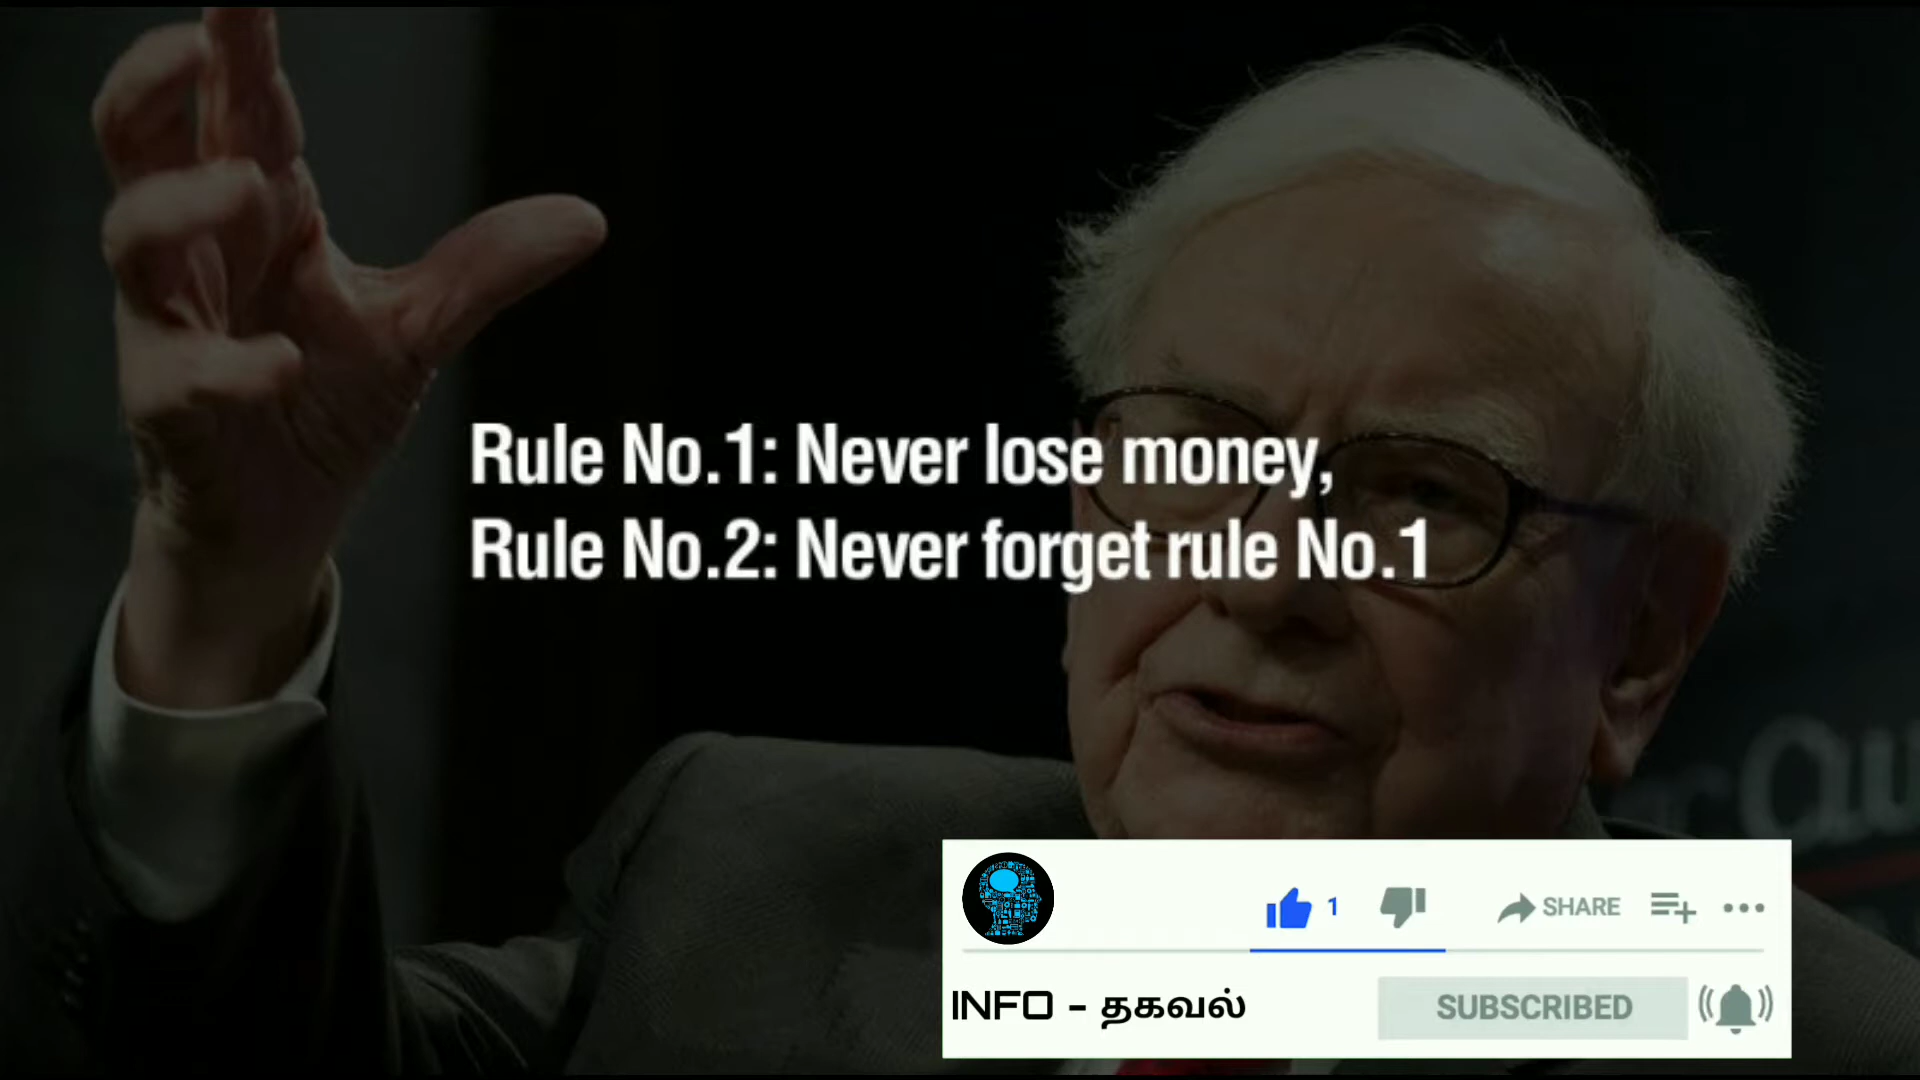 Rule No.1: Never lose money,
Rule No.2: Never forget rule No.1
1 SHARE
INFO - தகவல் SUBSCRIBED